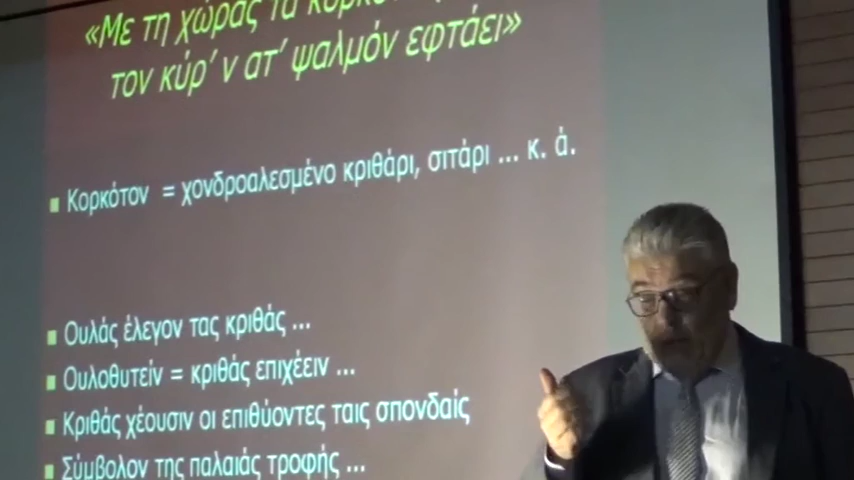 «Με τη χώρας τα
τον κύρ’ ν ατ’ ψαλμόν εφτάει»
Κορκότον = χονδροαλεσμένο κριθάρι, σιτάρι ... κ. ά.
Ουλάς έλεγον τας κριθάς ...
Ουλοθυτείν = κριθάς επιχέειν ...
Κριθάς χέουσιν οι επιθύοντες ταις σπονδαίς
Σύμβολον της παλαιάς τροφής ...